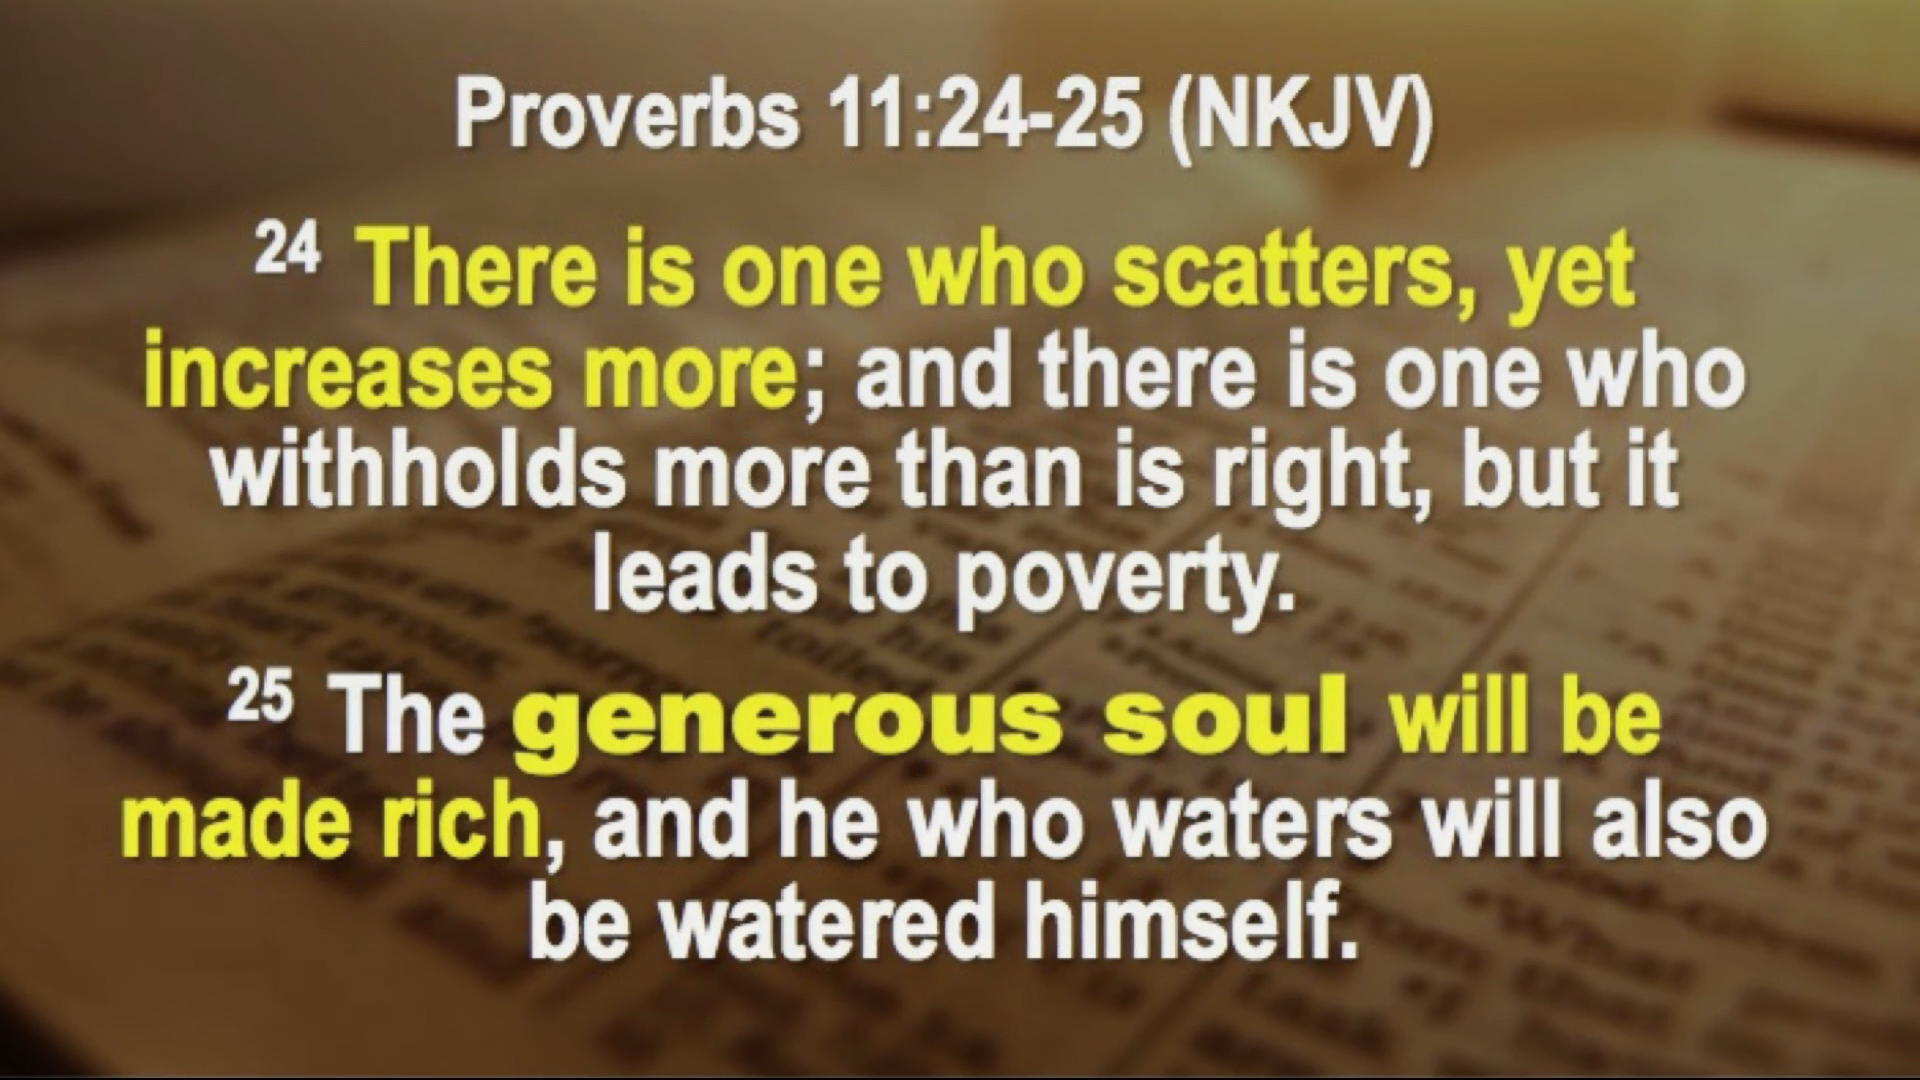 Proverbs 11:24-25 (NKJV)
24 There is one who scatters, yet
increases more; and there is one who
withholds more than is right, but it
leads to poverty.
25 The generous soul will be
made rich, and he who waters will also
be watered himself.